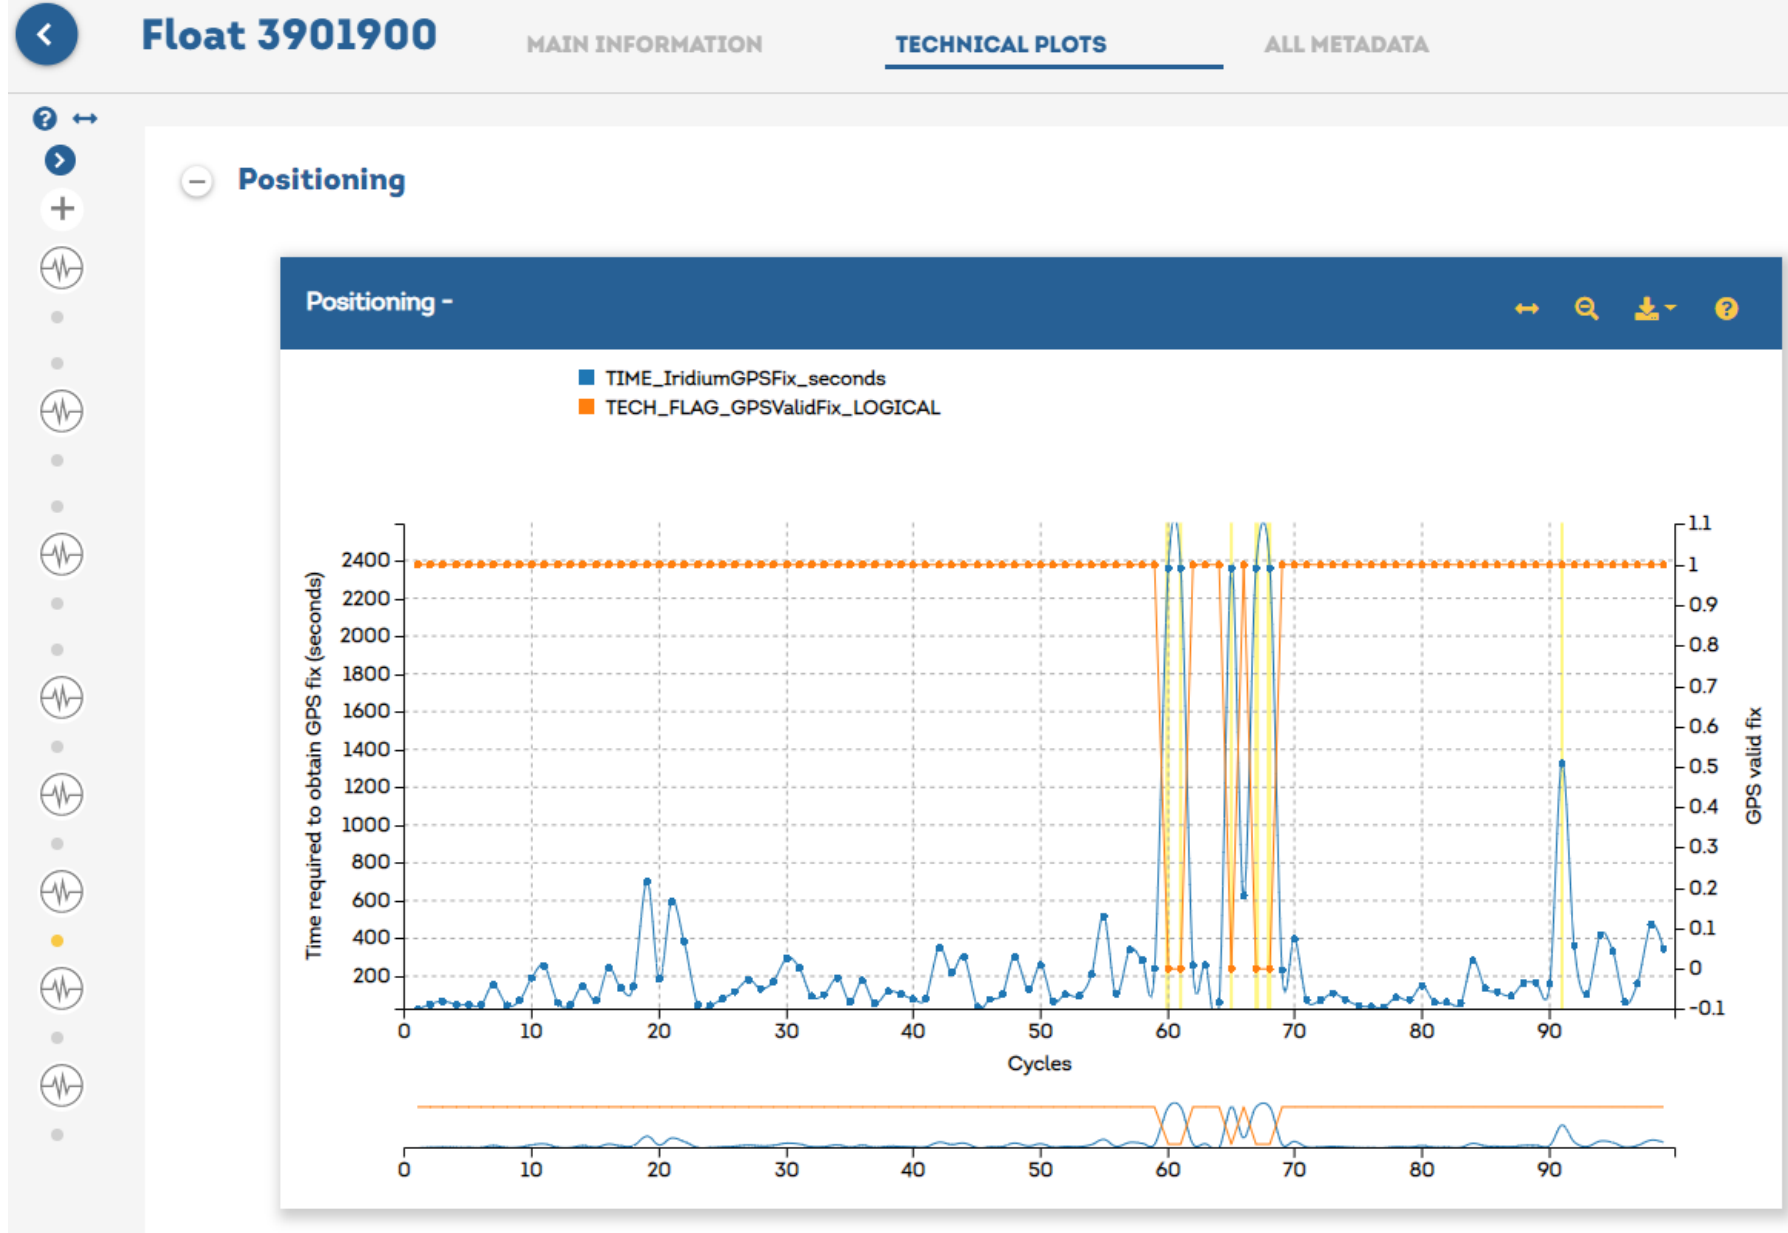 Float 3901900
MAIN INFORMATION
TECHNICAL PLOTS
ALL METADATA
Positioning
Positioning -
TIME_IridiumGPSFix_seconds
TECH_FLAG_GPSValidFix_LOGICAL
Time required to obtain GPS fix (seconds)
2400
2200
2000
1800
1600
1400
1200
1000
800
600
400
200
1.1
1
0.9
0.8
0.7
0.6
0.5
0.4
0.3
0.2
0.1
0
-0.1
GPS valid fix
0 10 20 30 40 50 60 70 80 90
Cycles
0 10 20 30 40 50 60 70 80 90